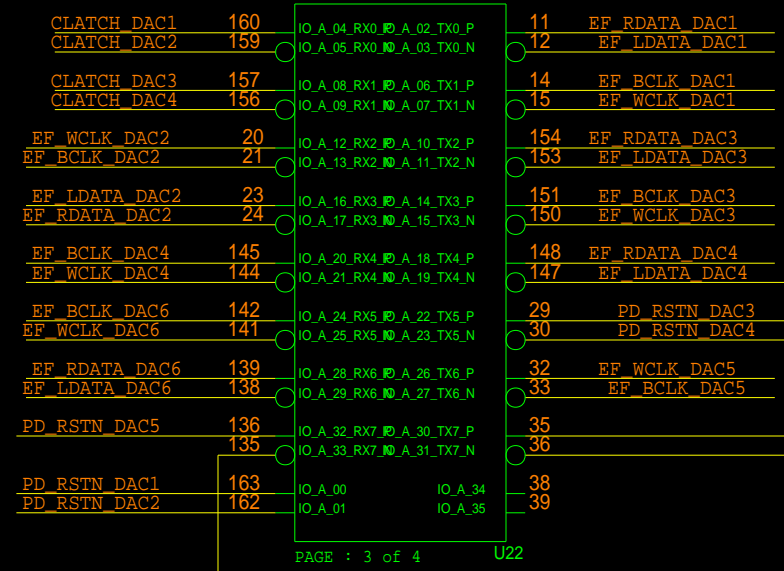 CLATCH_DAC1 160 IO_A_04_RX0_P IO_A_02_TX0_P 11 EF_RDATA_DAC1
CLATCH_DAC2 159 IO_A_05_RX0_N IO_A_03_TX0_N 12 EF_LDATA_DAC1
CLATCH_DAC3 157 IO_A_08_RX1_P IO_A_06_TX1_P 14 EF_BCLK_DAC1
CLATCH_DAC4 156 IO_A_09_RX1_N IO_A_07_TX1_N 15 EF_WCLK_DAC1
EF_WCLK_DAC2 20 IO_A_12_RX2_P IO_A_10_TX2_P 154 EF_RDATA_DAC3
EF_BCLK_DAC2 21 IO_A_13_RX2_N IO_A_11_TX2_N 153 EF_LDATA_DAC3
EF_LDATA_DAC2 23 IO_A_16_RX3_P IO_A_14_TX3_P 151 EF_BCLK_DAC3
EF_RDATA_DAC2 24 IO_A_17_RX3_N IO_A_15_TX3_N 150 EF_WCLK_DAC3
EF_BCLK_DAC4 145 IO_A_20_RX4_P IO_A_18_TX4_P 148 EF_RDATA_DAC4
EF_WCLK_DAC4 144 IO_A_21_RX4_N IO_A_19_TX4_N 147 EF_LDATA_DAC4
EF_BCLK_DAC6 142 IO_A_24_RX5_P IO_A_22_TX5_P 29 PD_RSTN_DAC3
EF_WCLK_DAC6 141 IO_A_25_RX5_N IO_A_23_TX5_N 30 PD_RSTN_DAC4
EF_RDATA_DAC6 139 IO_A_28_RX6_P IO_A_26_TX6_P 32 EF_WCLK_DAC5
EF_LDATA_DAC6 138 IO_A_29_RX6_N IO_A_27_TX6_N 33 EF_BCLK_DAC5
PD_RSTN_DAC5 136 IO_A_32_RX7_P IO_A_30_TX7_P 35
135 IO_A_33_RX7_N IO_A_31_TX7_N 36
PD_RSTN_DAC1 163 IO_A_00 IO_A_34 38
PD_RSTN_DAC2 162 IO_A_01 IO_A_35 39
PAGE : 3 of 4 U22